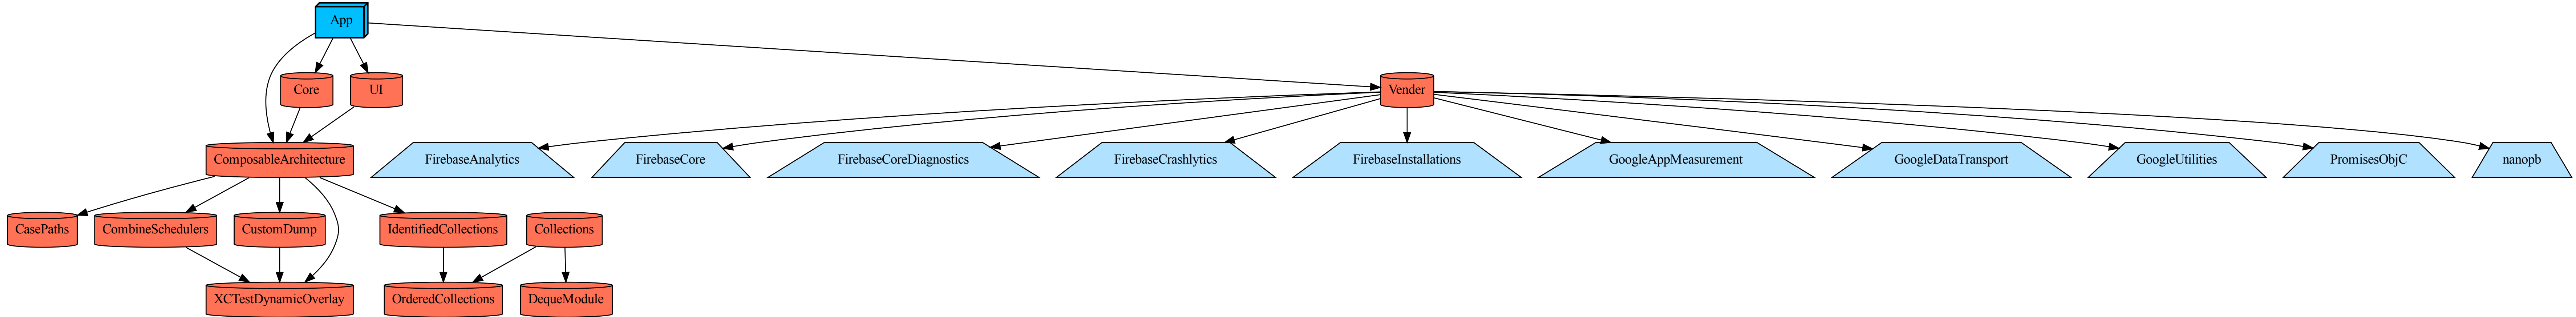 App
Core
UI
Vender
ComposableArchitecture
FirebaseAnalytics
FirebaseCore
FirebaseCoreDiagnostics
FirebaseCrashlytics
FirebaseInstallations
GoogleAppMeasurement
GoogleDataTransport
GoogleUtilities
PromisesObjC
nanopb
CasePaths
CombineSchedulers
CustomDump
IdentifiedCollections
Collections
XCTestDynamicOverlay
OrderedCollections
DequeModule